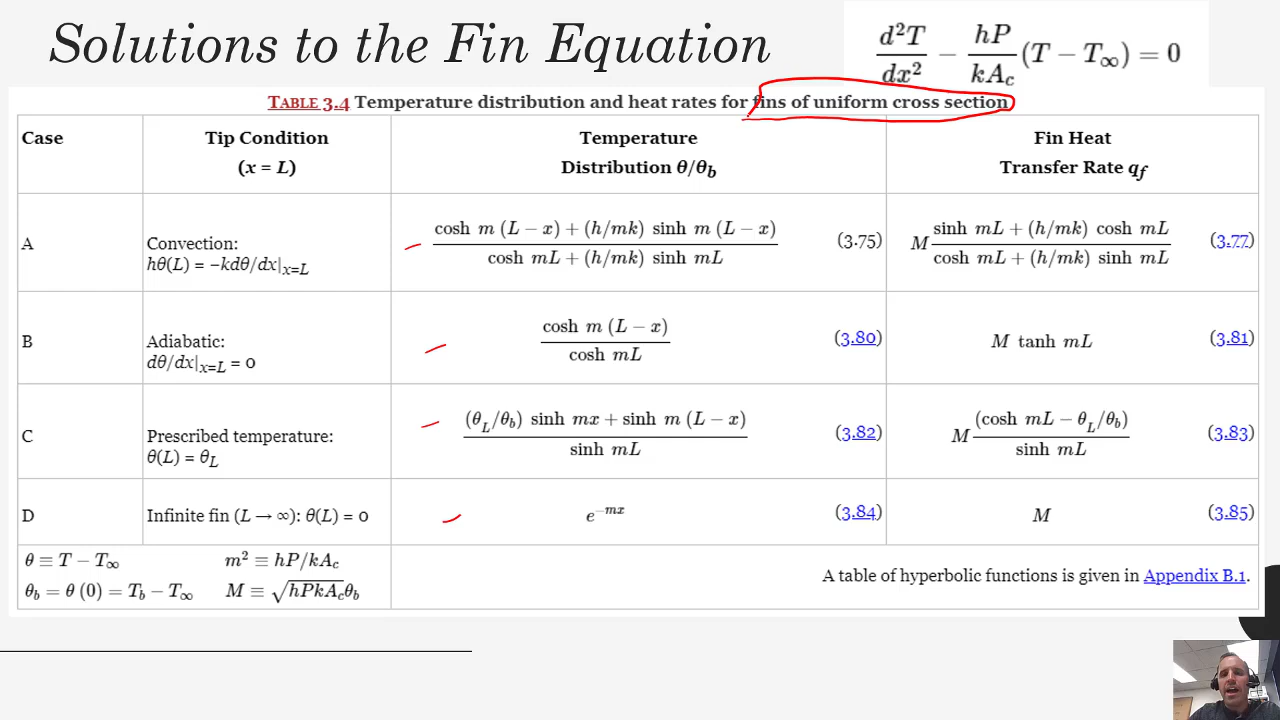 Solutions to the Fin Equation
d²T/dx² − hP/kA_c (T − T∞) = 0
TABLE 3.4 Temperature distribution and heat rates for fins of uniform cross section
Case
Tip Condition
(x = L)
Temperature
Distribution θ/θ_b
Fin Heat
Transfer Rate q_f
A
Convection:
hθ(L) = −kdθ/dx|_x=L
cosh m (L − x) + (h/mk) sinh m (L − x)
cosh mL + (h/mk) sinh mL
(3.75)
M
sinh mL + (h/mk) cosh mL
cosh mL + (h/mk) sinh mL
(3.77)
B
Adiabatic:
dθ/dx|_x=L = 0
cosh m (L − x)
cosh mL
(3.80)
M tanh mL
(3.81)
C
Prescribed temperature:
θ(L) = θ_L
(θ_L/θ_b) sinh mx + sinh m (L − x)
sinh mL
(3.82)
M
(cosh mL − θ_L/θ_b)
sinh mL
(3.83)
D
Infinite fin (L → ∞): θ(L) = 0
e^−mx
(3.84)
M
(3.85)
θ ≡ T − T∞
m² ≡ hP/kA_c
θ_b = θ (0) = T_b − T∞
M ≡ √hPkA_c θ_b
A table of hyperbolic functions is given in Appendix B.1.